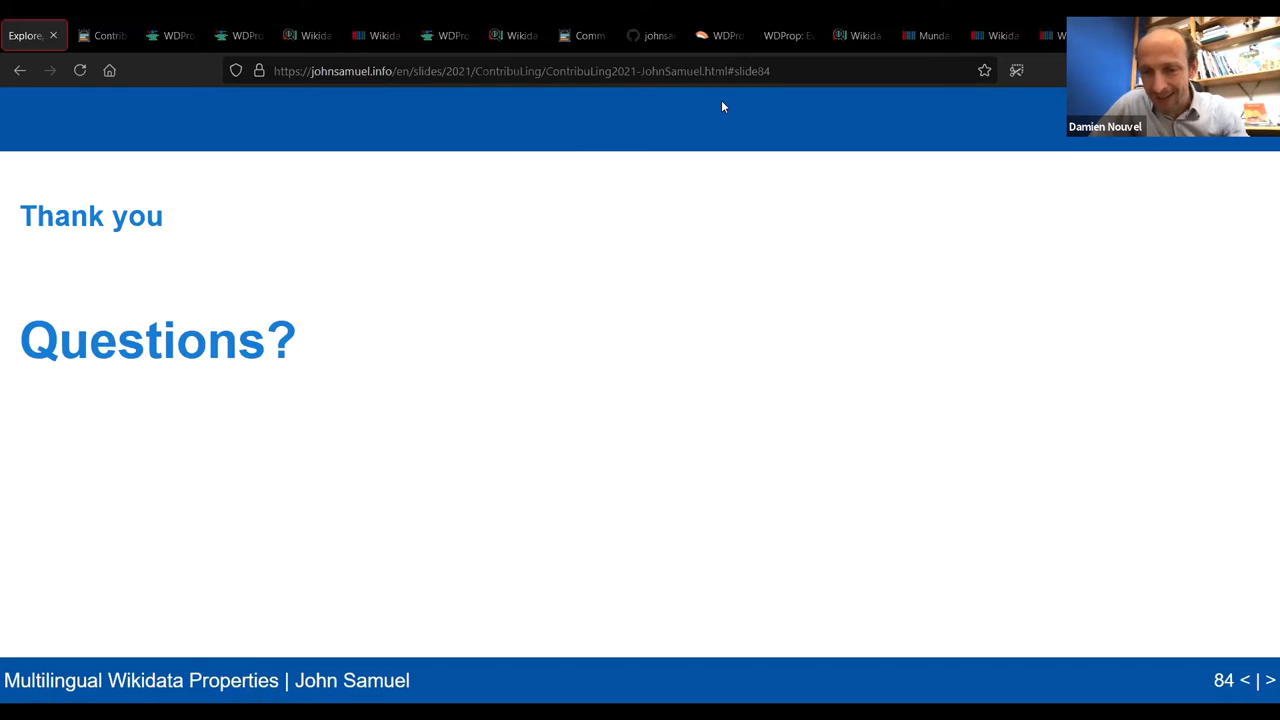 Explore,
Contrib
WDPro
WDPro
Wikida
Wikida
WDPro
Wikida
Comm
johnsa
WDPro
WDProp: E
Wikida
Munda
Wikida
W
https://johnsamuel.info/en/slides/2021/ContribuLing/ContribuLing2021-JohnSamuel.html#slide84
Damien Nouvel
Thank you
Questions?
Multilingual Wikidata Properties | John Samuel
84 < | >